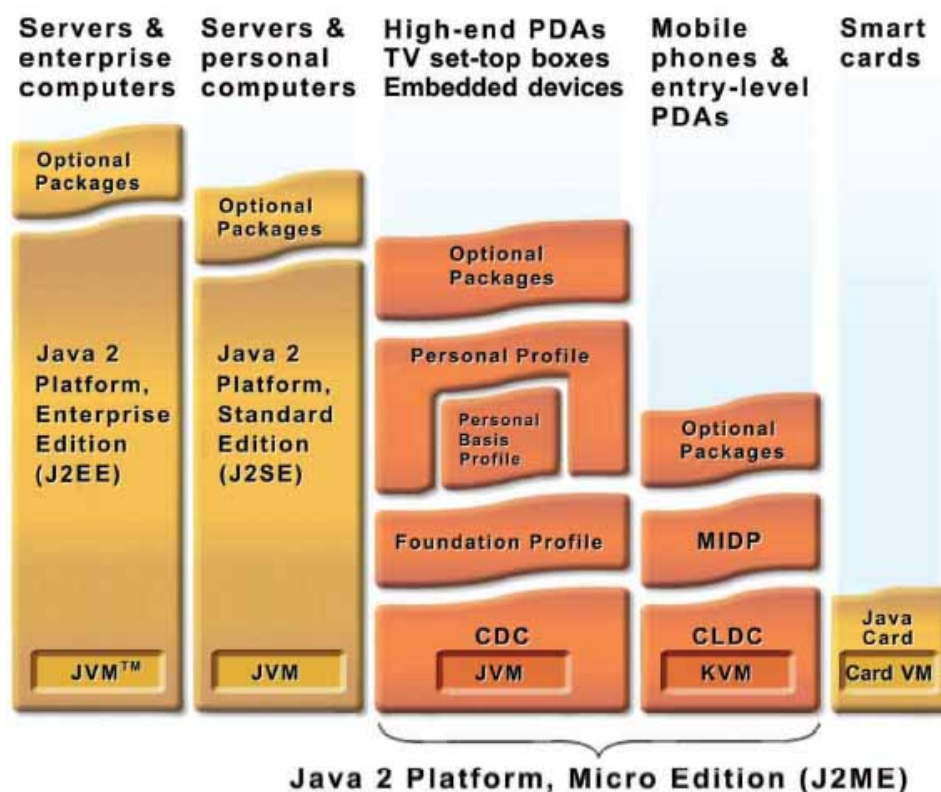 Servers &
enterprise
computers
Servers &
personal
computers
High-end PDAs
TV set-top boxes
Embedded devices
Mobile
phones &
entry-level
PDAs
Smart
cards
Optional
Packages
Java 2
Platform,
Enterprise
Edition
(J2EE)
JVM™
Optional
Packages
Java 2
Platform,
Standard
Edition
(J2SE)
JVM
Optional
Packages
Personal Profile
Personal
Basis
Profile
Foundation Profile
CDC
JVM
Optional
Packages
MIDP
CLDC
KVM
Java
Card
Card VM
Java 2 Platform, Micro Edition (J2ME)